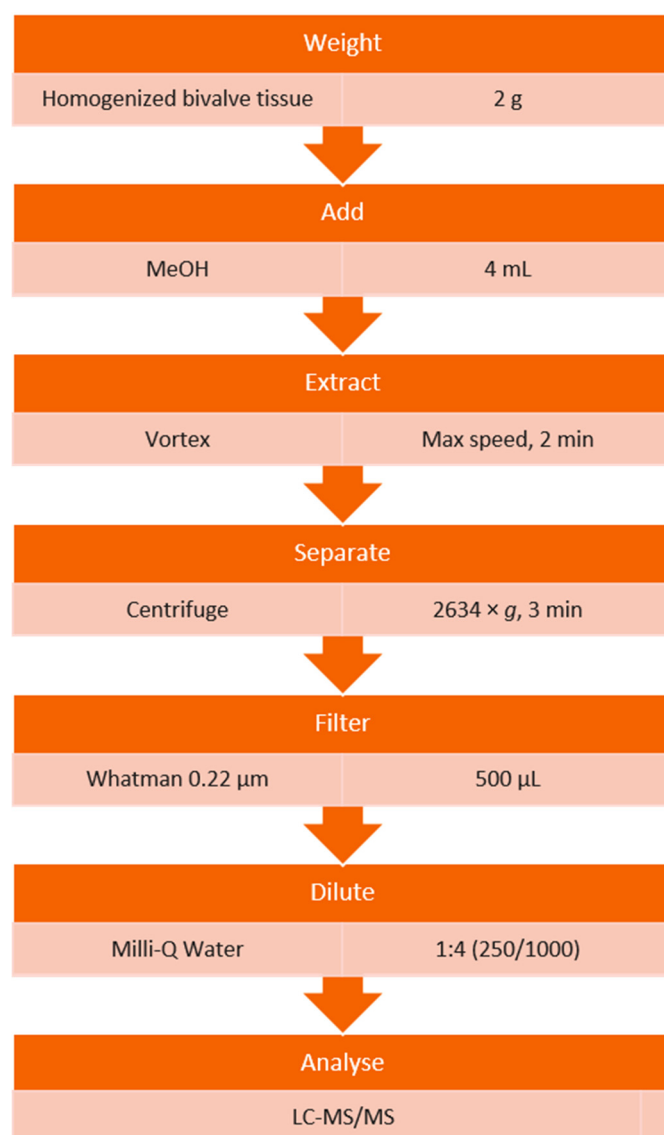 Weight
Homogenized bivalve tissue 2 g
Add
MeOH 4 mL
Extract
Vortex Max speed, 2 min
Separate
Centrifuge 2634 × g, 3 min
Filter
Whatman 0.22 µm 500 µL
Dilute
Milli-Q Water 1:4 (250/1000)
Analyse
LC-MS/MS